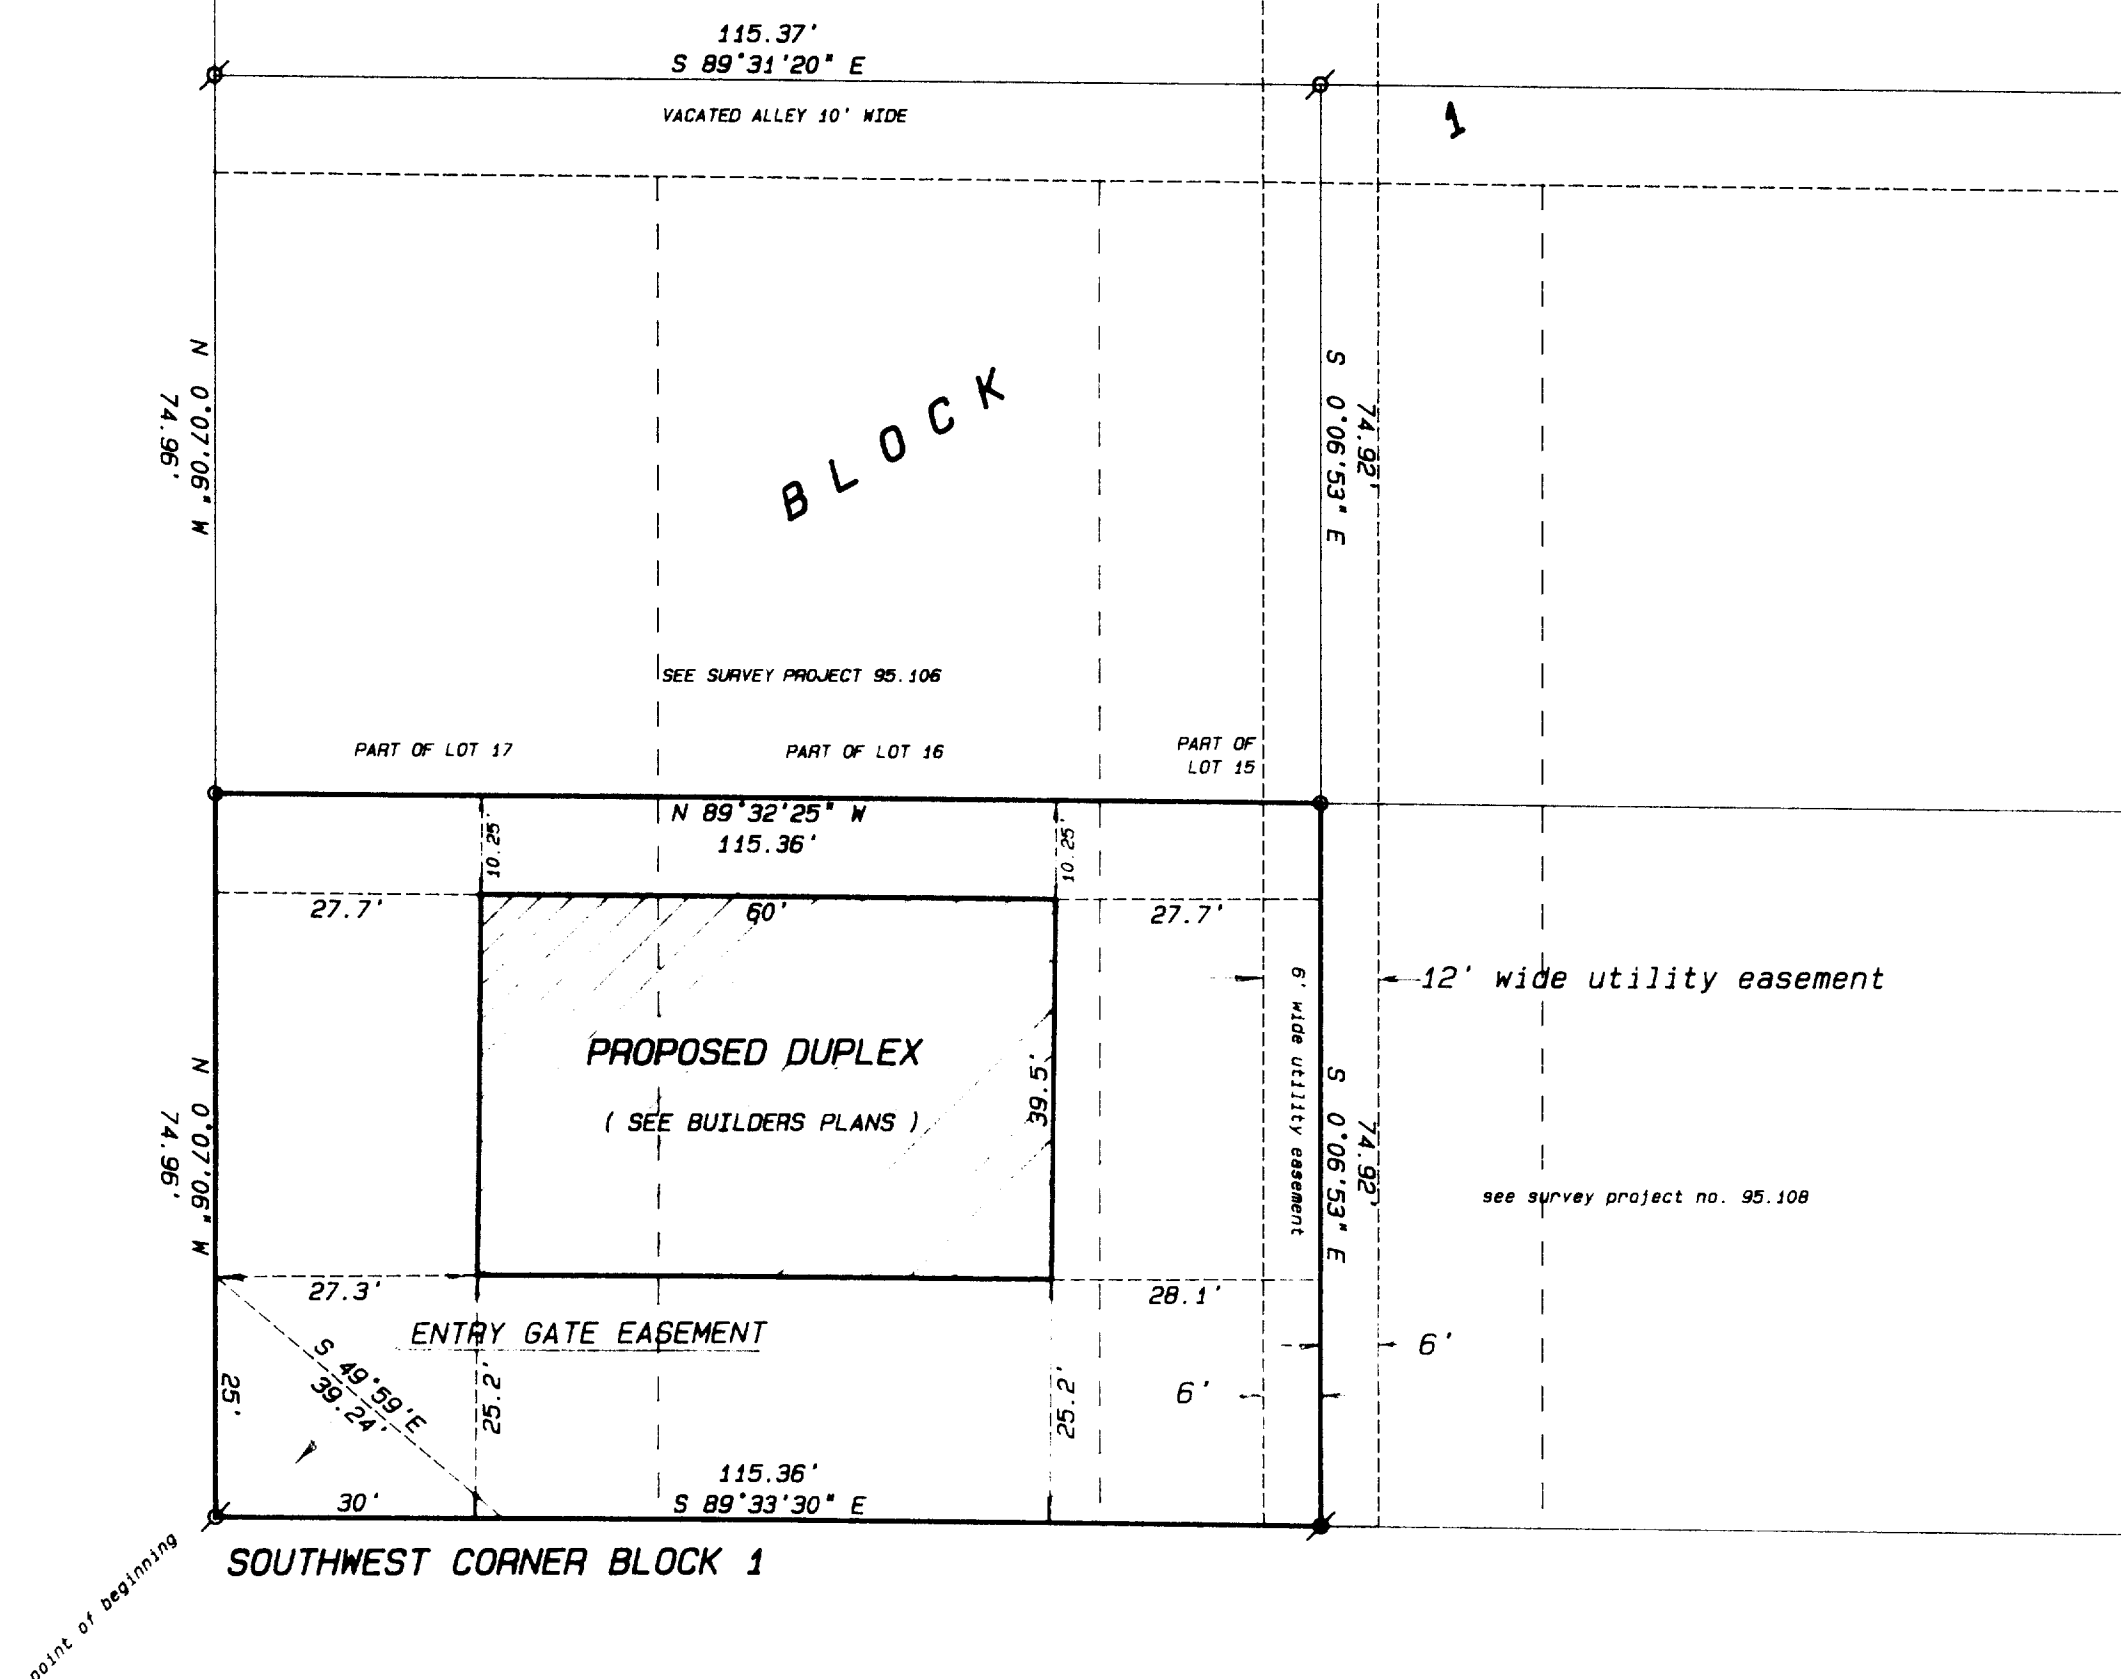 115.37'
S 89°31'20" E
VACATED ALLEY 10' WIDE
1
N 0°07'06" W
74.96'
BLOCK
74.92'
S 0°06'53" E
SEE SURVEY PROJECT 95.106
PART OF LOT 17
PART OF LOT 16
PART OF
LOT 15
N 89°32'25" W
115.36'
10.25'
10.25'
27.7'
60'
27.7'
12' wide utility easement
6' wide utility easement
PROPOSED DUPLEX
( SEE BUILDERS PLANS )
39.5'
N 0°07'06" W
74.96'
74.92'
S 0°06'53" E
see survey project no. 95.108
27.3'
28.1'
ENTRY GATE EASEMENT
6'
S 49°59'E
39.24'
25'
25.2'
25.2'
6'
115.36'
S 89°33'30" E
30'
SOUTHWEST CORNER BLOCK 1
point of beginning